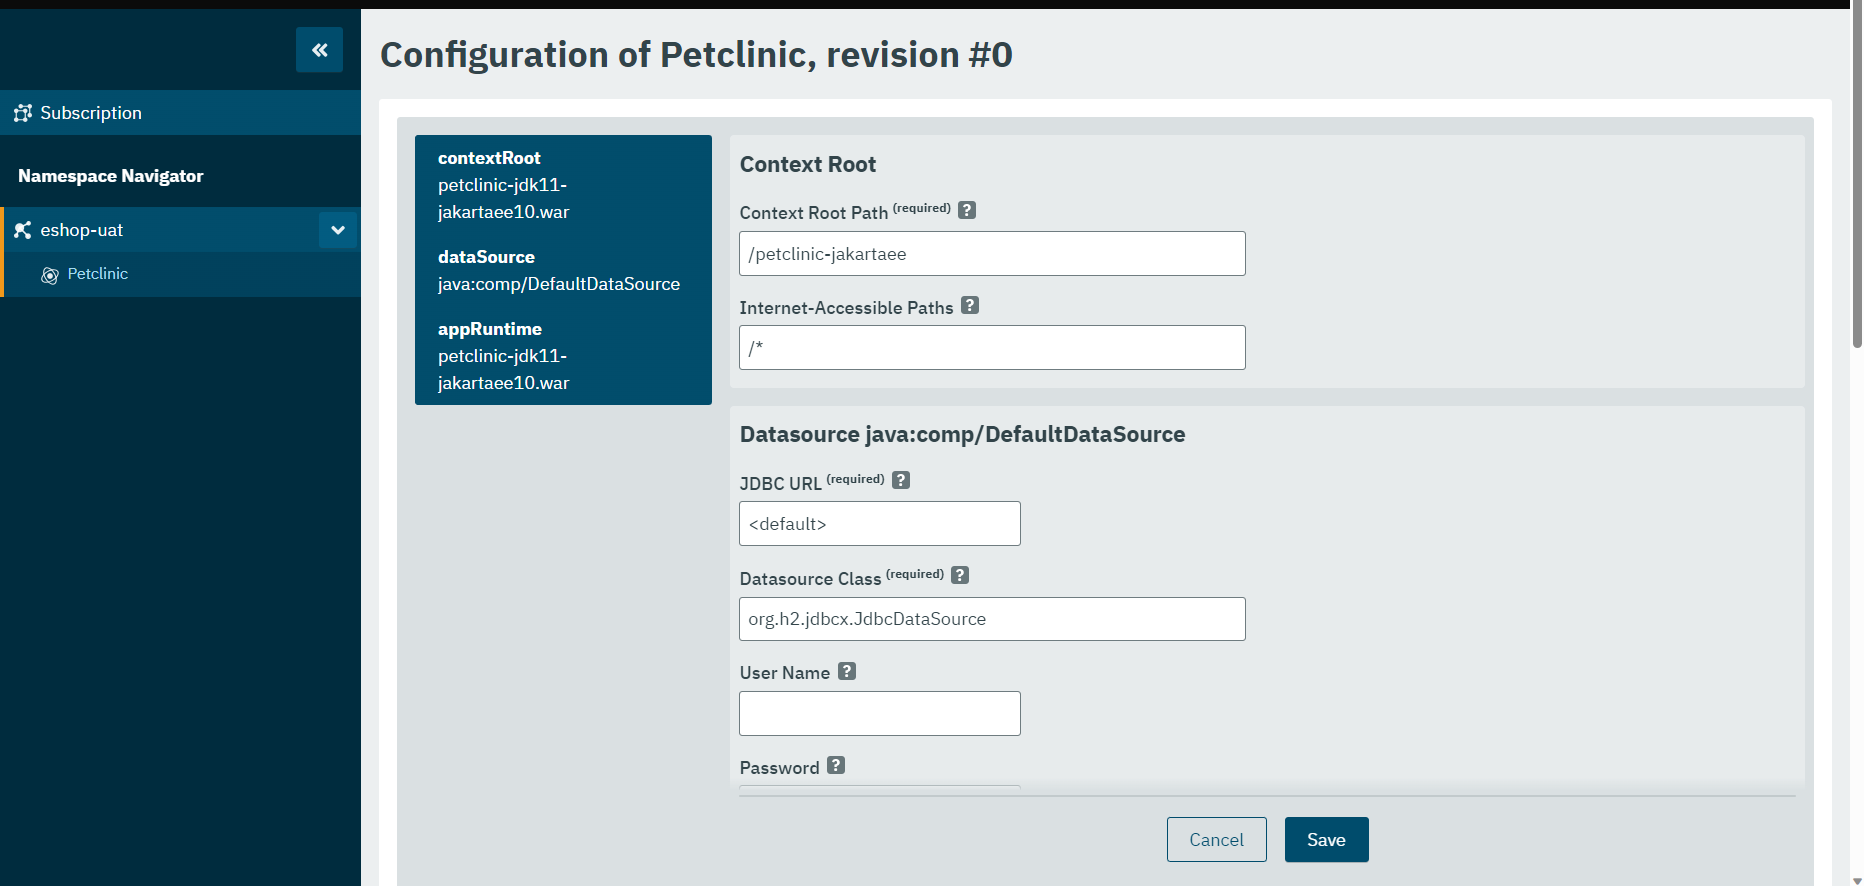 Configuration of Petclinic, revision #0
Subscription
Namespace Navigator
eshop-uat
Petclinic
contextRoot
petclinic-jdk11-
jakartaee10.war
dataSource
java:comp/DefaultDataSource
appRuntime
petclinic-jdk11-
jakartaee10.war
Context Root
Context Root Path (required) ?
/petclinic-jakartaee
Internet-Accessible Paths ?
/*
Datasource java:comp/DefaultDataSource
JDBC URL (required) ?
<default>
Datasource Class (required) ?
org.h2.jdbcx.JdbcDataSource
User Name ?
Password ?
Cancel
Save